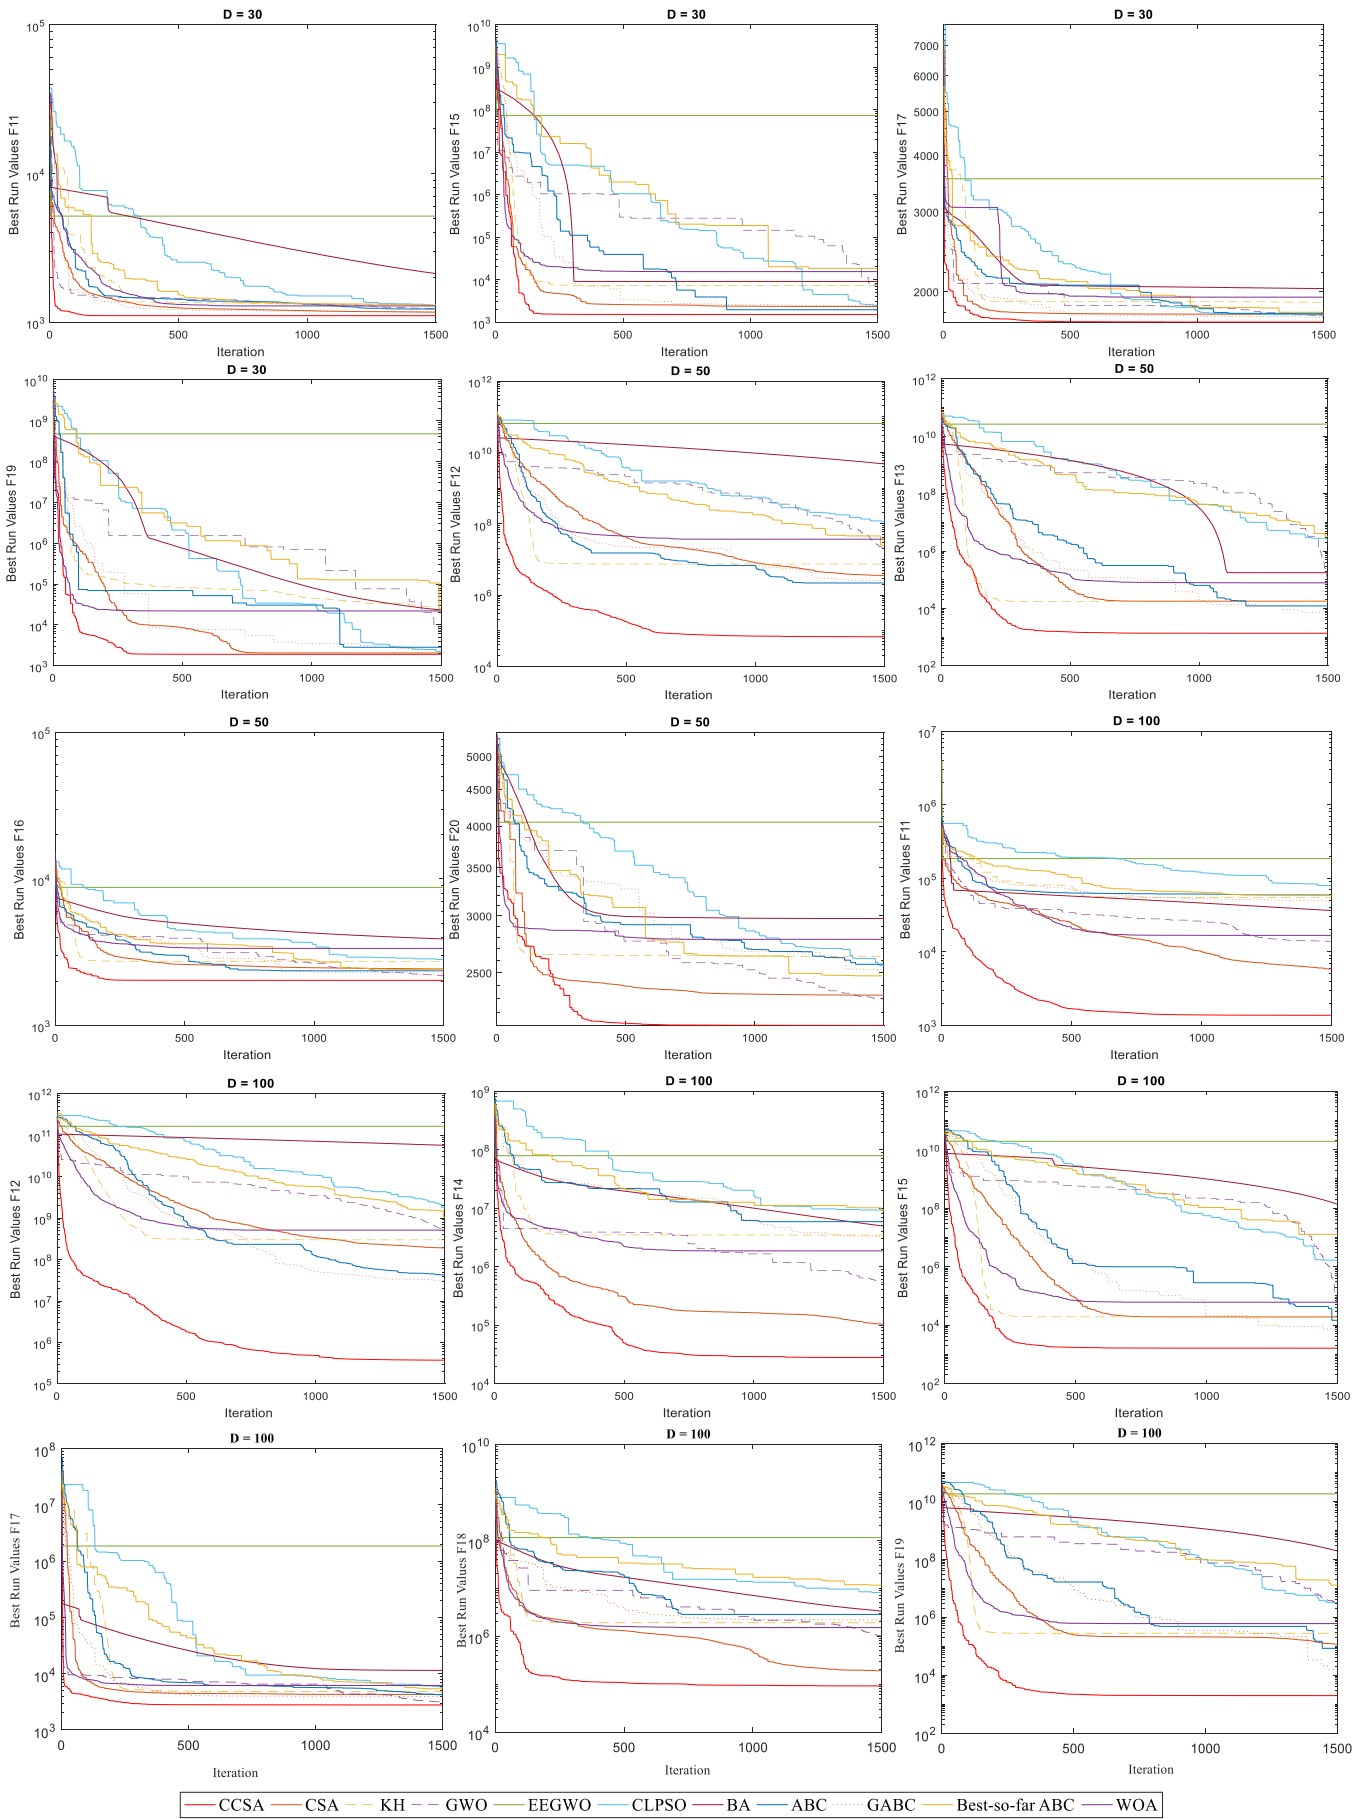 D = 30
Best Run Values F11
10^5
10^4
10^3
0 500 1000 1500
Iteration
D = 30
Best Run Values F15
10^10
10^9
10^8
10^7
10^6
10^5
10^4
10^3
0 500 1000 1500
Iteration
D = 30
Best Run Values F17
7000
6000
5000
4000
3000
2000
0 500 1000 1500
Iteration
D = 30
Best Run Values F19
10^10
10^9
10^8
10^7
10^6
10^5
10^4
10^3
0 500 1000 1500
Iteration
D = 50
Best Run Values F12
10^12
10^10
10^8
10^6
10^4
0 500 1000 1500
Iteration
D = 50
Best Run Values F13
10^12
10^10
10^8
10^6
10^4
10^2
0 500 1000 1500
Iteration
D = 50
Best Run Values F16
10^5
10^4
10^3
0 500 1000 1500
Iteration
D = 50
Best Run Values F20
5000
4500
4000
3500
3000
2500
0 500 1000 1500
Iteration
D = 100
Best Run Values F11
10^7
10^6
10^5
10^4
10^3
0 500 1000 1500
Iteration
D = 100
Best Run Values F12
10^12
10^11
10^10
10^9
10^8
10^7
10^6
10^5
0 500 1000 1500
Iteration
D = 100
Best Run Values F14
10^9
10^8
10^7
10^6
10^5
10^4
0 500 1000 1500
Iteration
D = 100
Best Run Values F15
10^12
10^10
10^8
10^6
10^4
10^2
0 500 1000 1500
Iteration
D = 100
Best Run Values F17
10^8
10^7
10^6
10^5
10^4
10^3
0 500 1000 1500
Iteration
D = 100
Best Run Values F18
10^10
10^8
10^6
10^4
0 500 1000 1500
Iteration
D = 100
Best Run Values F19
10^12
10^10
10^8
10^6
10^4
10^2
0 500 1000 1500
Iteration
CCSA CSA KH GWO EEGWO CLPSO BA ABC GABC Best-so-far ABC WOA